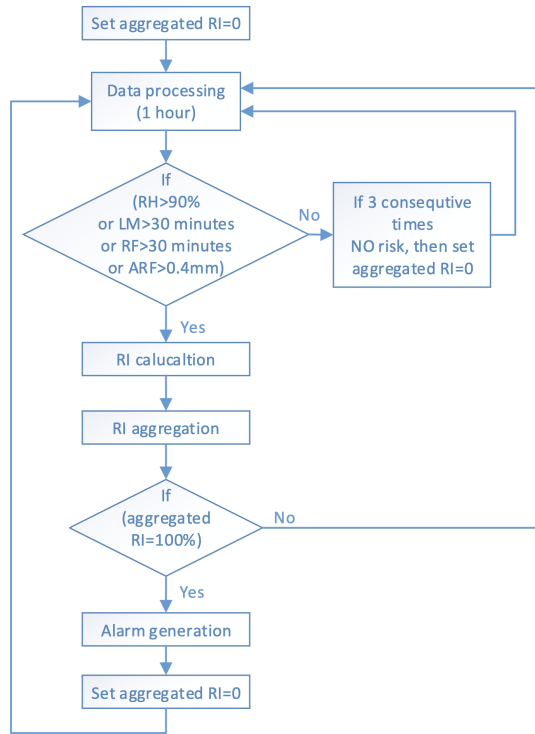 Set aggregated RI=0
Data processing
(1 hour)
If
(RH>90%
or LM>30 minutes
or RF>30 minutes
or ARF>0.4mm)
No
If 3 consequtive
times
NO risk, then set
aggregated RI=0
Yes
RI calucaltion
RI aggregation
If
(aggregated
RI=100%)
No
Yes
Alarm generation
Set aggregated RI=0